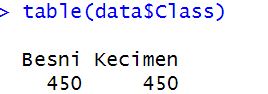 > table(data$Class)
Besni Kecimen
450 450